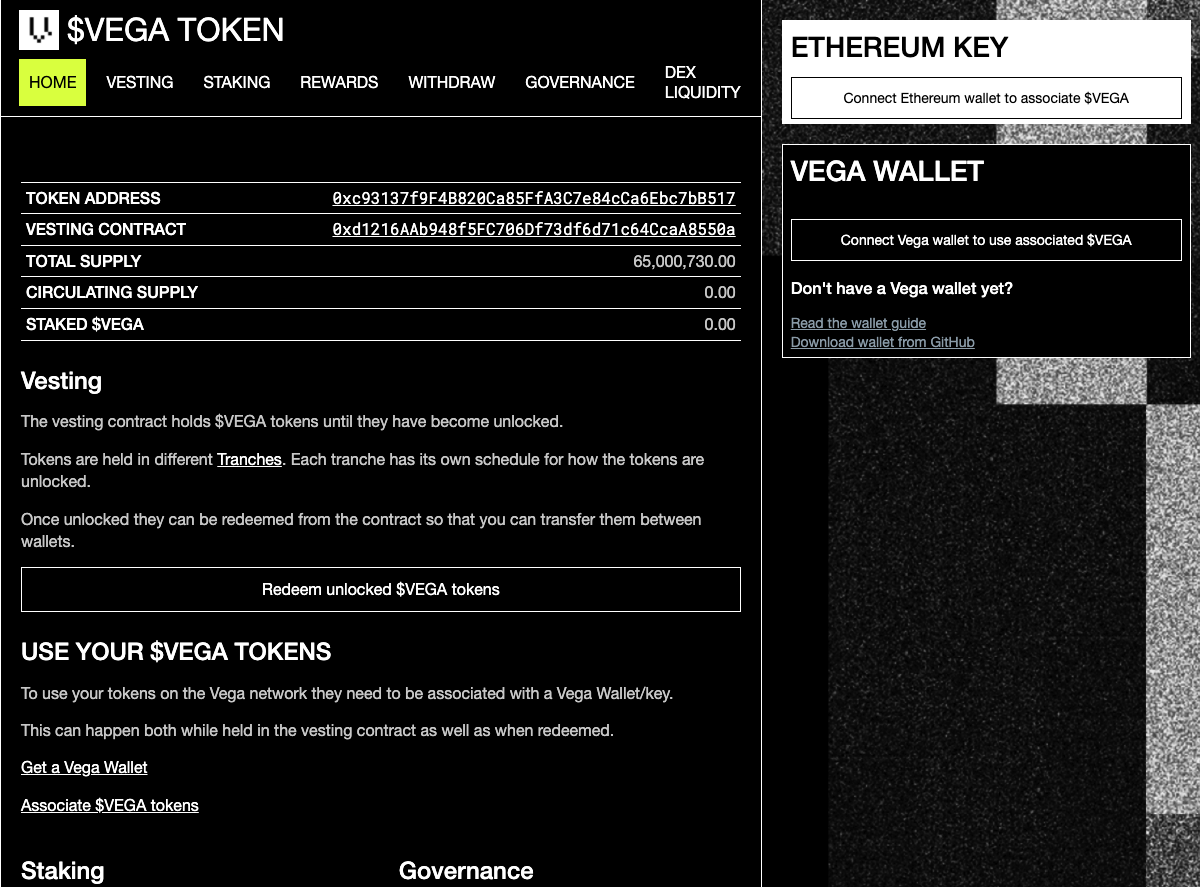 $VEGA TOKEN
HOME
VESTING
STAKING
REWARDS
WITHDRAW
GOVERNANCE
DEX
LIQUIDITY
TOKEN ADDRESS 0xc93137f9F4B820Ca85FfA3C7e84cCa6Ebc7bB517
VESTING CONTRACT 0xd1216AAb948f5FC706Df73df6d71c64CcaA8550a
TOTAL SUPPLY 65,000,730.00
CIRCULATING SUPPLY 0.00
STAKED $VEGA 0.00
Vesting
The vesting contract holds $VEGA tokens until they have become unlocked.
Tokens are held in different Tranches. Each tranche has its own schedule for how the tokens are
unlocked.
Once unlocked they can be redeemed from the contract so that you can transfer them between
wallets.
Redeem unlocked $VEGA tokens
USE YOUR $VEGA TOKENS
To use your tokens on the Vega network they need to be associated with a Vega Wallet/key.
This can happen both while held in the vesting contract as well as when redeemed.
Get a Vega Wallet
Associate $VEGA tokens
Staking
Governance
ETHEREUM KEY
Connect Ethereum wallet to associate $VEGA
VEGA WALLET
Connect Vega wallet to use associated $VEGA
Don't have a Vega wallet yet?
Read the wallet guide
Download wallet from GitHub